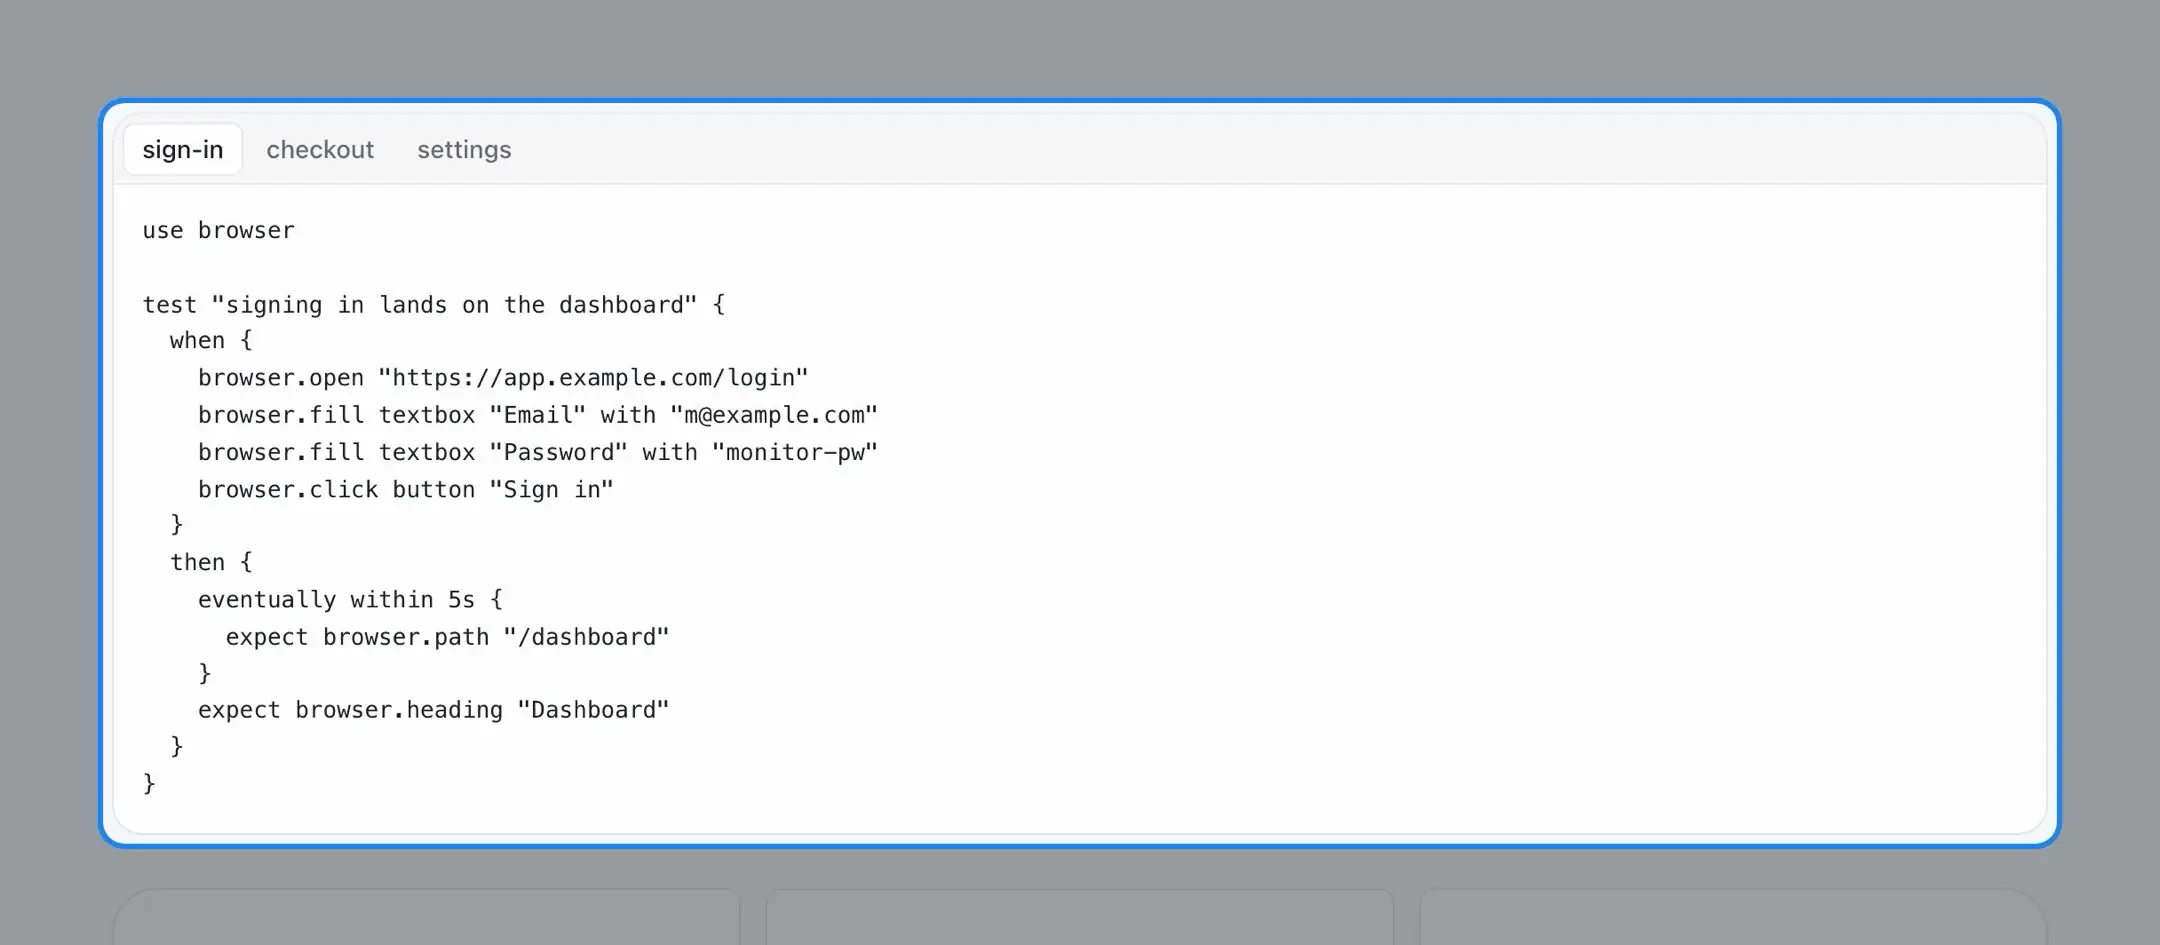 sign-in checkout settings
use browser
test "signing in lands on the dashboard" {
when {
browser.open "https://app.example.com/login"
browser.fill textbox "Email" with "m@example.com"
browser.fill textbox "Password" with "monitor-pw"
browser.click button "Sign in"
}
then {
eventually within 5s {
expect browser.path "/dashboard"
}
expect browser.heading "Dashboard"
}
}